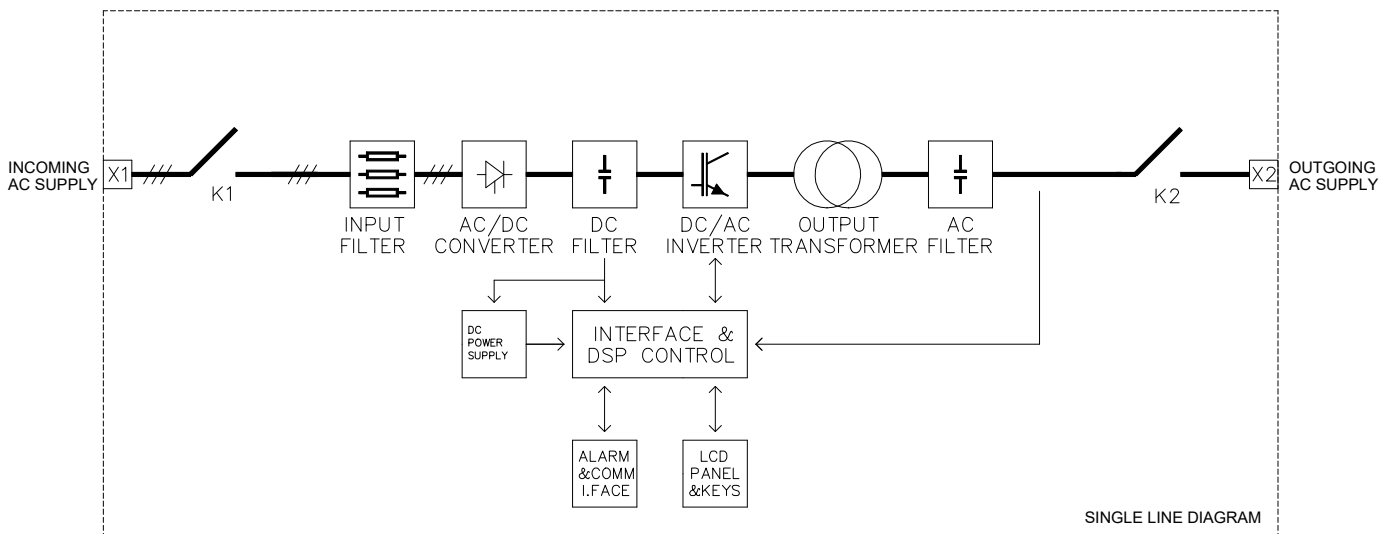 INCOMING
AC SUPPLY
X1
K1
INPUT
FILTER
AC/DC
CONVERTER
DC
FILTER
DC/AC
INVERTER
OUTPUT
TRANSFORMER
AC
FILTER
K2
X2
OUTGOING
AC SUPPLY
DC
POWER
SUPPLY
INTERFACE &
DSP CONTROL
ALARM
&COMM
I.FACE
LCD
PANEL
&KEYS
SINGLE LINE DIAGRAM